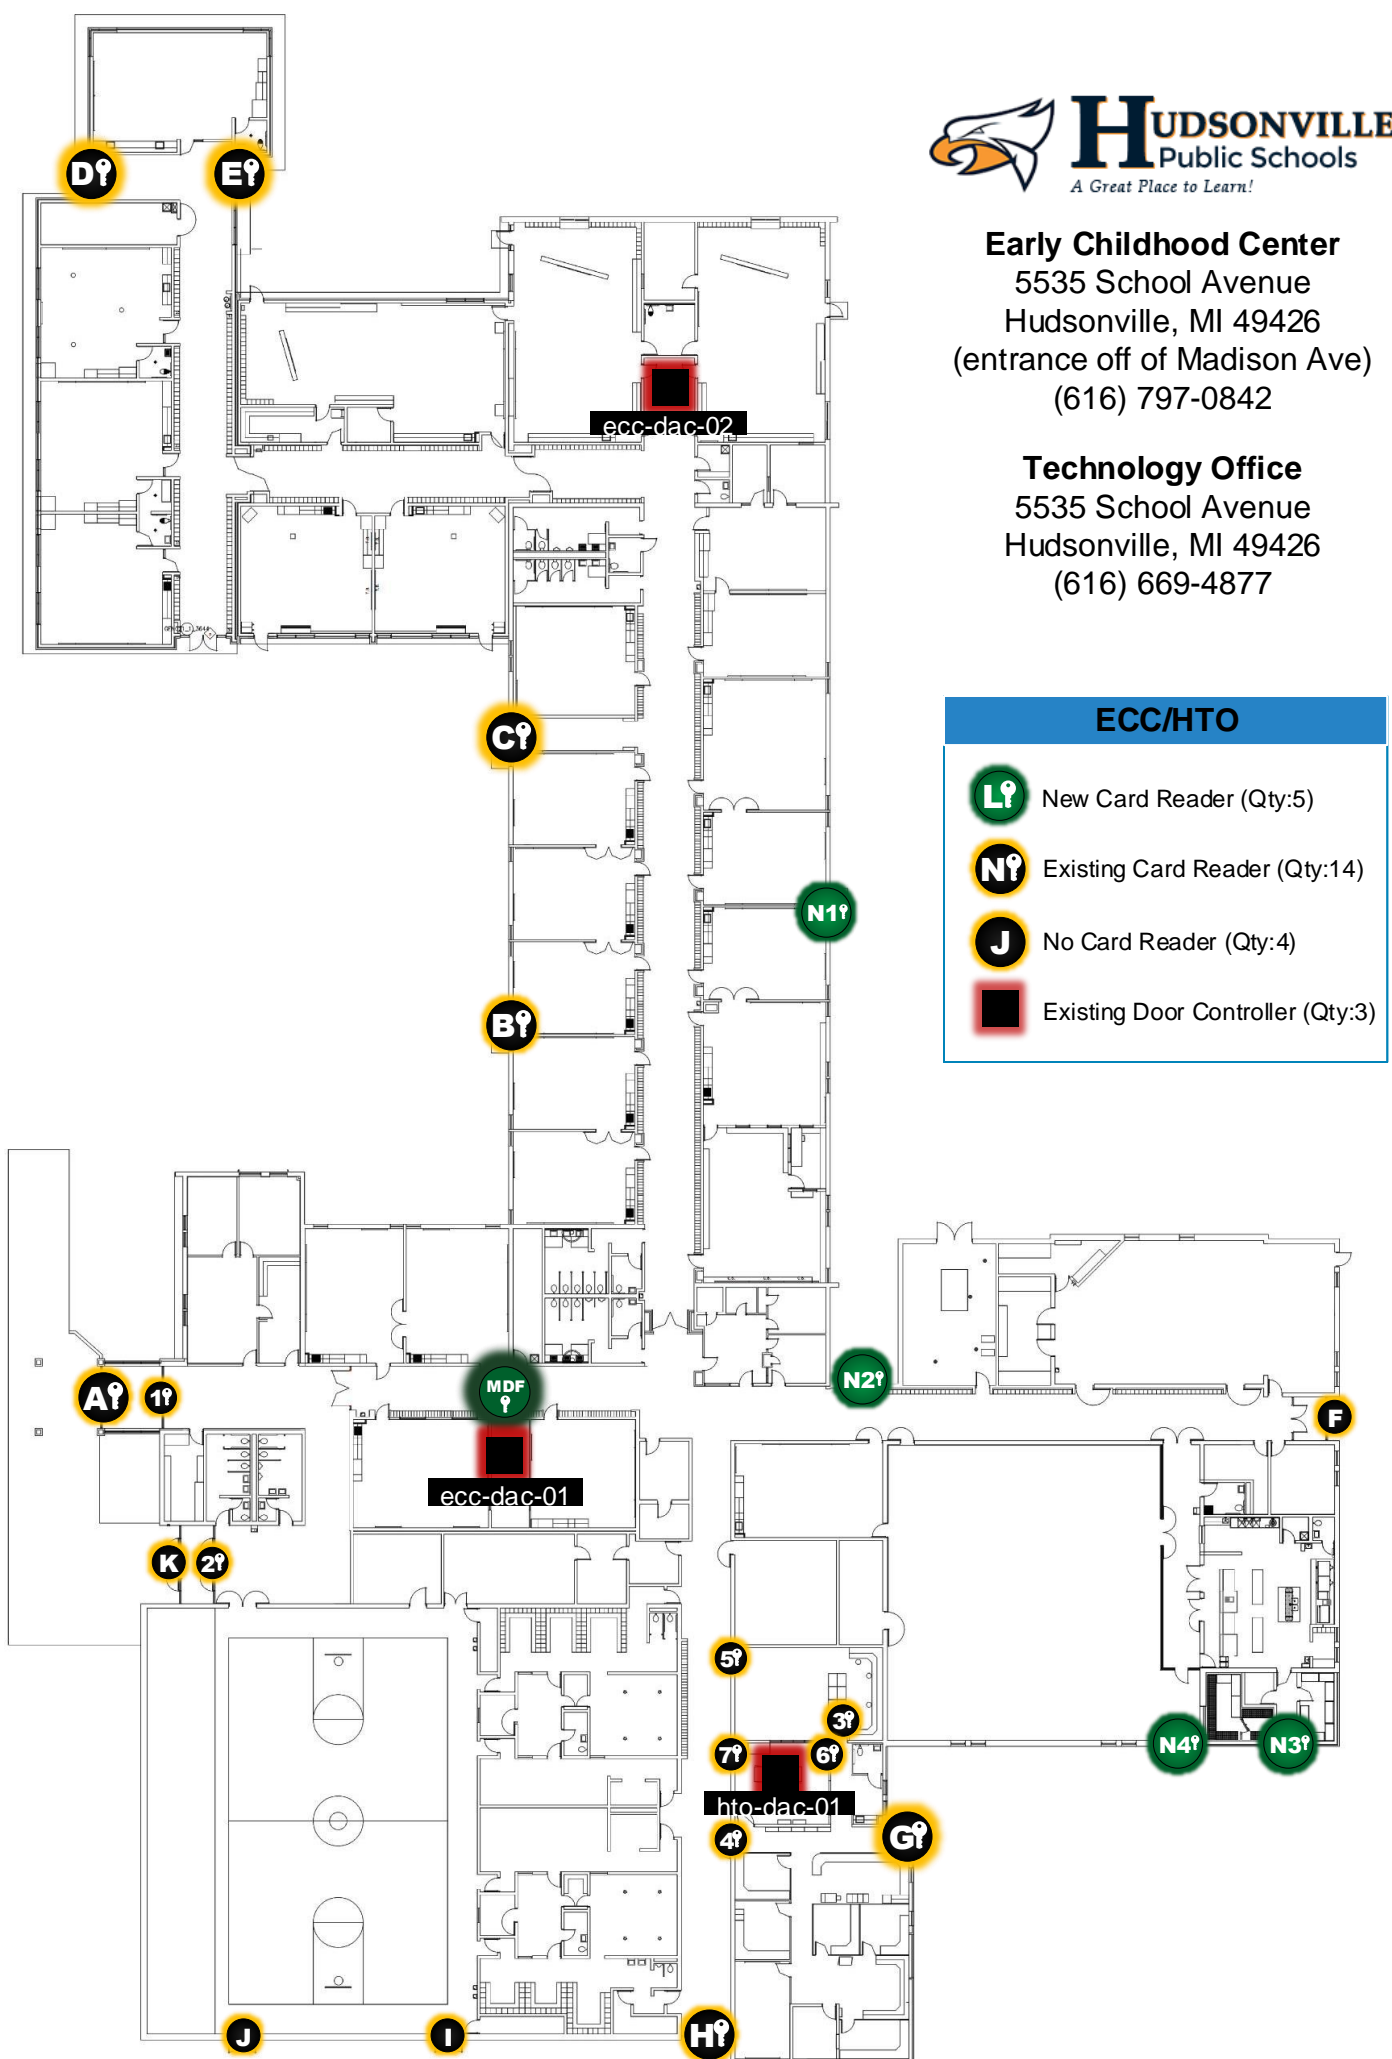 HUDSONVILLE
Public Schools
A Great Place to Learn!
Early Childhood Center
5535 School Avenue
Hudsonville, MI 49426
(entrance off of Madison Ave)
(616) 797-0842
Technology Office
5535 School Avenue
Hudsonville, MI 49426
(616) 669-4877
ECC/HTO
L New Card Reader (Qty:5)
N Existing Card Reader (Qty:14)
J No Card Reader (Qty:4)
Existing Door Controller (Qty:3)
D
E
ecc-dac-02
C
N1
B
A
1
MDF
N2
F
ecc-dac-01
K
2
5
3
7
6
N4
N3
hto-dac-01
4
G
J
I
H